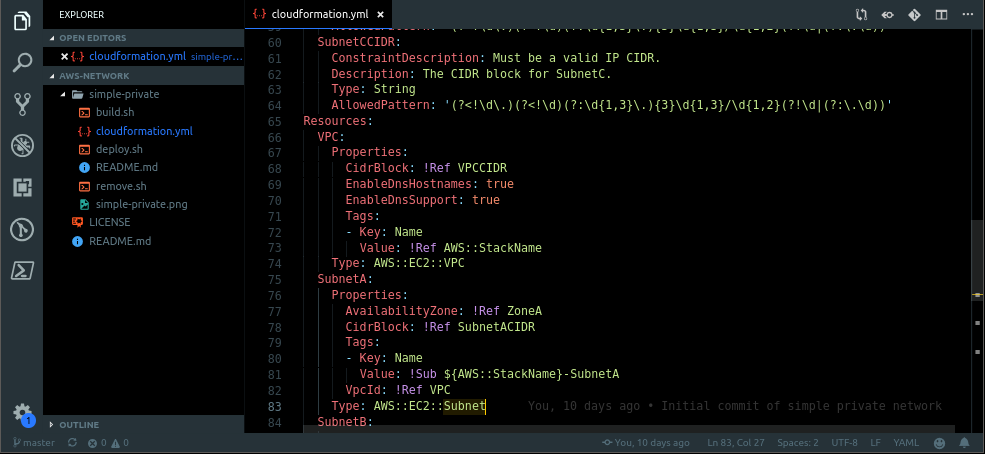 EXPLORER
OPEN EDITORS
cloudformation.yml simple-pr...
AWS-NETWORK
simple-private
build.sh
cloudformation.yml
deploy.sh
README.md
remove.sh
simple-private.png
LICENSE
README.md
OUTLINE
cloudformation.yml
60 SubnetCCIDR:
61 ConstraintDescription: Must be a valid IP CIDR.
62 Description: The CIDR block for SubnetC.
63 Type: String
64 AllowedPattern: '(?<!\d\.)(?<!\d)(?:\d{1,3}\.){3}\d{1,3}/\d{1,2}(?!\d|(?:\.\d))'
65 Resources:
66 VPC:
67 Properties:
68 CidrBlock: !Ref VPCCIDR
69 EnableDnsHostnames: true
70 EnableDnsSupport: true
71 Tags:
72 - Key: Name
73 Value: !Ref AWS::StackName
74 Type: AWS::EC2::VPC
75 SubnetA:
76 Properties:
77 AvailabilityZone: !Ref ZoneA
78 CidrBlock: !Ref SubnetACIDR
79 Tags:
80 - Key: Name
81 Value: !Sub ${AWS::StackName}-SubnetA
82 VpcId: !Ref VPC
83 Type: AWS::EC2::Subnet You, 10 days ago • Initial commit of simple private network
84 SubnetB:
1
master 0 0 You, 10 days ago Ln 83, Col 27 Spaces: 2 UTF-8 LF YAML